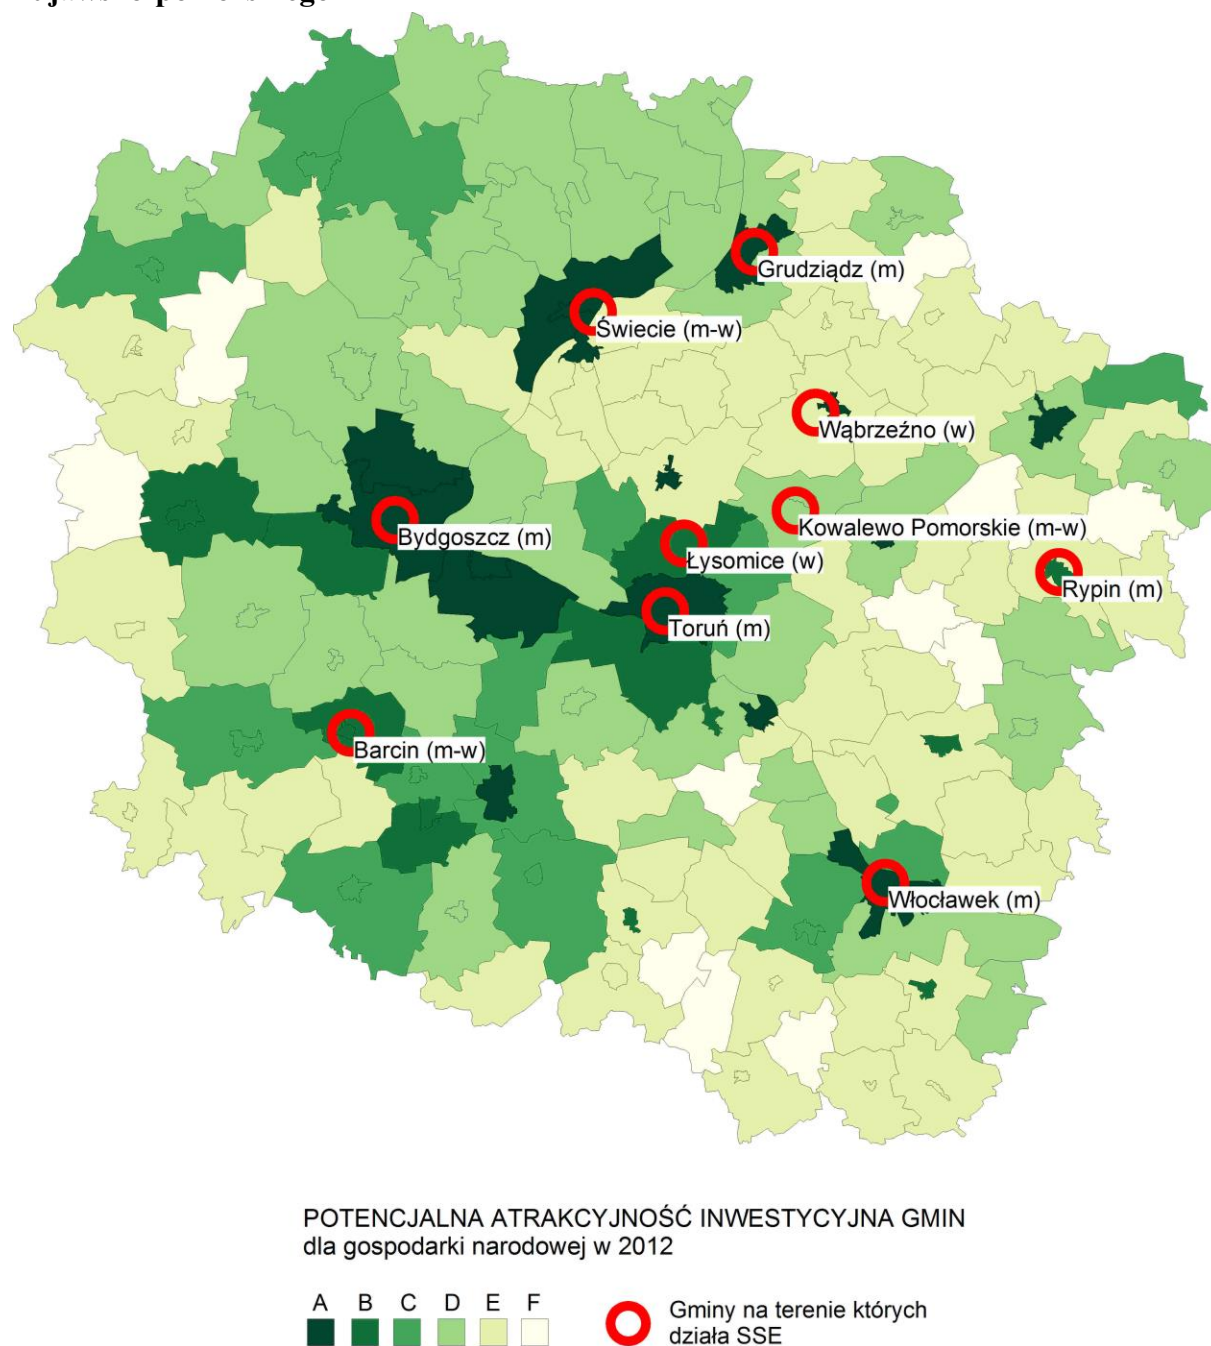 Grudziądz (m)
Świecie (m-w)
Wąbrzeźno (w)
Kowalewo Pomorskie (m-w)
Bydgoszcz (m)
Łysomice (w)
Rypin (m)
Toruń (m)
Barcin (m-w)
Włocławek (m)
POTENCJALNA ATRAKCYJNOŚĆ INWESTYCYJNA GMIN
dla gospodarki narodowej w 2012
A B C D E F
Gminy na terenie których
działa SSE